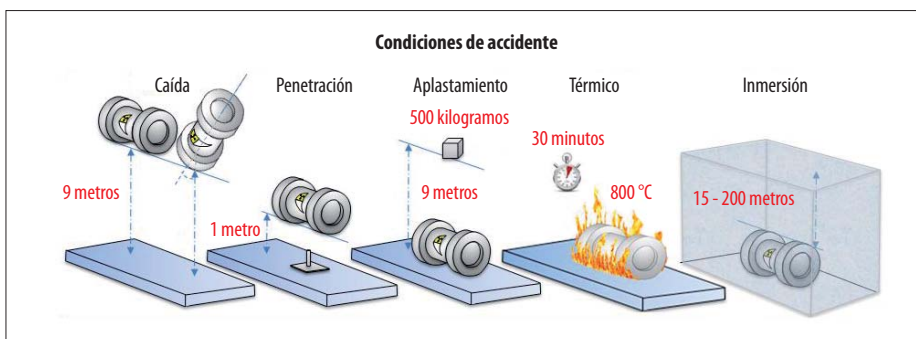 Condiciones de accidente
Caída
Penetración
Aplastamiento
Térmico
Inmersión
500 kilogramos
30 minutos
9 metros
1 metro
9 metros
800 °C
15 - 200 metros